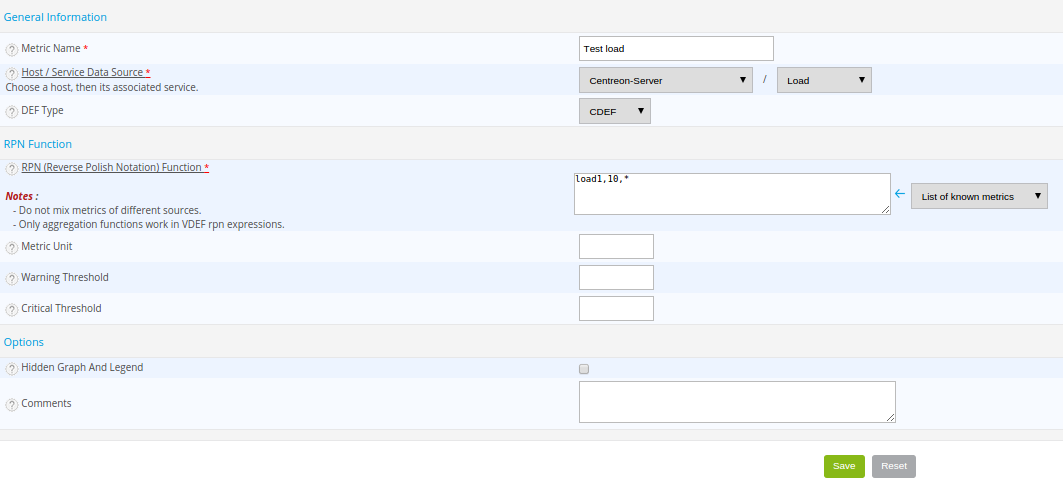 General Information
? Metric Name *
Test load
? Host / Service Data Source *
Choose a host, then its associated service.
Centreon-Server / Load
? DEF Type
CDEF
RPN Function
? RPN (Reverse Polish Notation) Function *
Notes :
- Do not mix metrics of different sources.
- Only aggregation functions work in VDEF rpn expressions.
load1,10,*
List of known metrics
? Metric Unit
? Warning Threshold
? Critical Threshold
Options
? Hidden Graph And Legend
? Comments
Save Reset